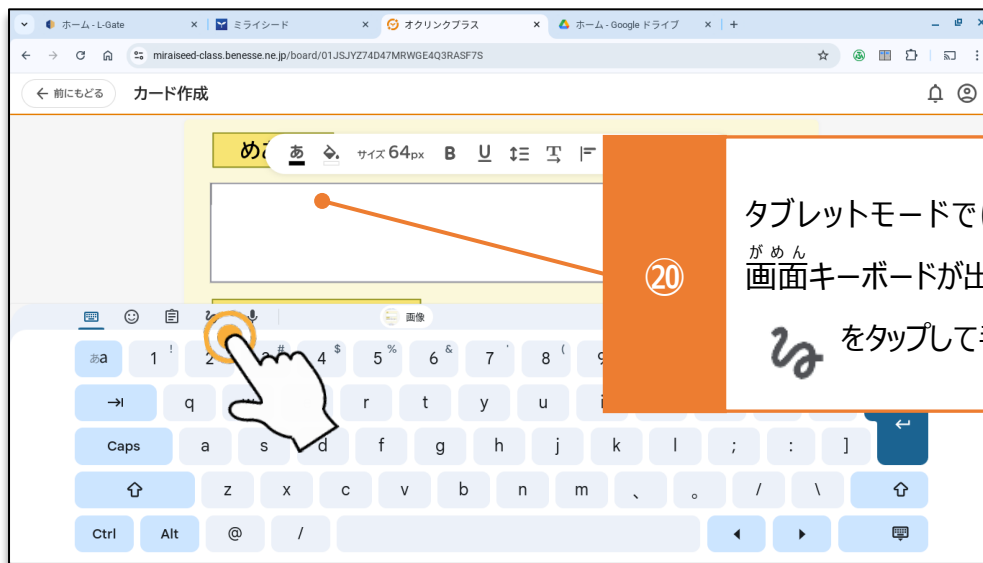 ホーム - L-Gate
ミライシード
オクリンクプラス
ホーム - Google ドライブ
miraiseed-class.benesse.ne.jp/board/01JSJYZ74D47MRWGE4Q3RASF7S
前にもどる カード作成
あ サイズ 64px B U T
⑳
タブレットモードで
がめん
画面キーボードが出
をタップして
画像
あa 1 ! 2 3 # 4 $ 5 % 6 & 7 ' 8 ( 9
q r t y u i
Caps a s d f g h j k l ; : ]
z x c v b n m 、 。 / \
Ctrl Alt @ /